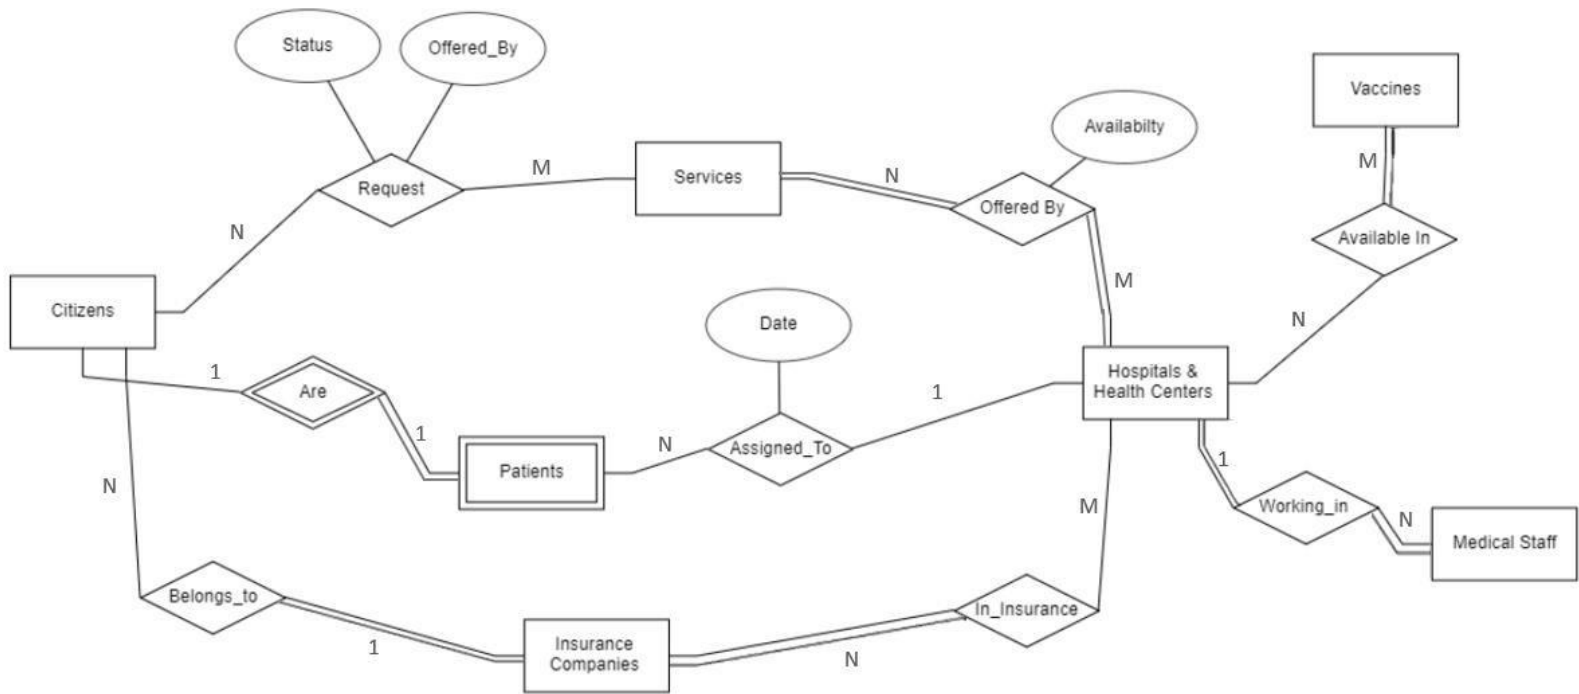 Status
Offered_By
Vaccines
Availabilty
M
Services
N
M
Request
Offered By
N
Available In
M
N
Citizens
Date
N
Hospitals &
Health Centers
1
Are
1
1
N
Assigned_To
Patients
1
N
M
Working_in
N
Medical Staff
Belongs_to
In_Insurance
1
Insurance
Companies
N